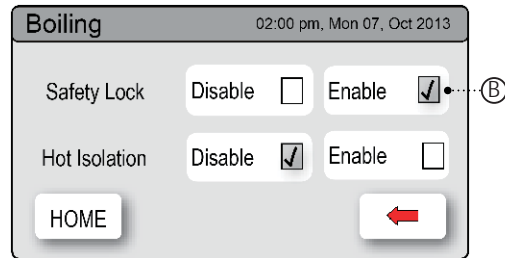 Boiling 02:00 pm, Mon 07, Oct 2013
Safety Lock Disable Enable B
Hot Isolation Disable Enable
HOME